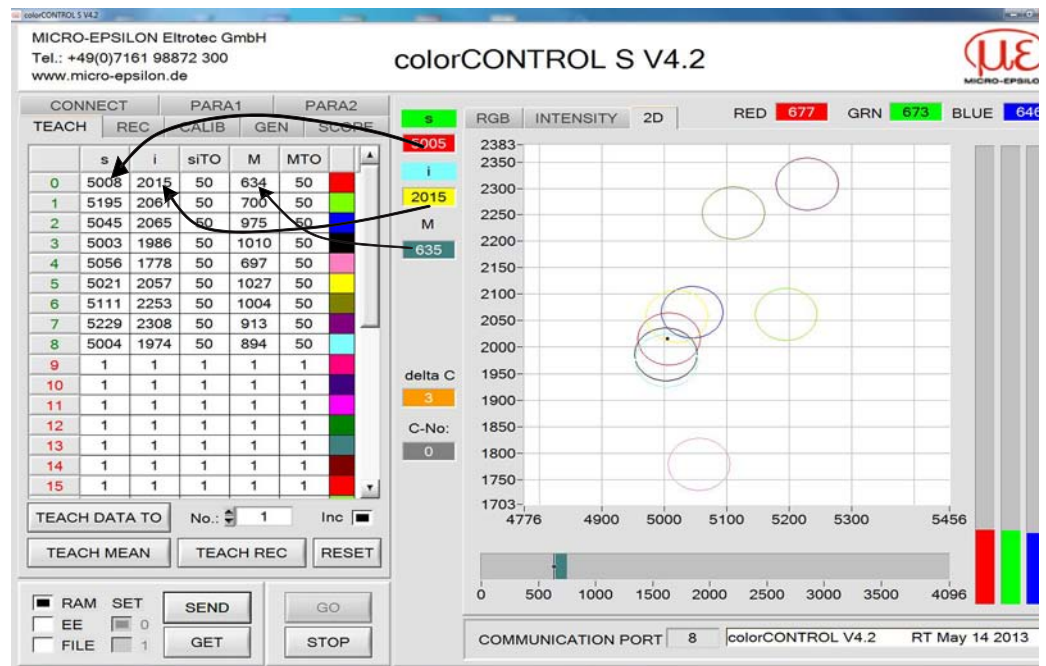 colorCONTROL S V4.2
MICRO-EPSILON Eltrotec GmbH
Tel.: +49(0)7161 98872 300
www.micro-epsilon.de
colorCONTROL S V4.2
με
MICRO-EPSILO
CONNECT PARA1 PARA2
TEACH REC CALIB GEN SCOPE
s i siTO M MTO
0 5008 2015 50 634 50
1 5195 2061 50 700 50
2 5045 2065 50 975 50
3 5003 1986 50 1010 50
4 5056 1778 50 697 50
5 5021 2057 50 1027 50
6 5111 2253 50 1004 50
7 5229 2308 50 913 50
8 5004 1974 50 894 50
9 1 1 1 1 1
10 1 1 1 1 1
11 1 1 1 1 1
12 1 1 1 1 1
13 1 1 1 1 1
14 1 1 1 1 1
15 1 1 1 1 1
TEACH DATA TO No.: 1 Inc
TEACH MEAN TEACH REC RESET
RAM SET
EE 0
FILE 1
SEND GO
GET STOP
s
5005
i
2015
M
635
delta C
3
C-No:
0
RGB INTENSITY 2D
RED 677 GRN 673 BLUE 646
2383
2350
2300
2250
2200
2150
2100
2050
2000
1950
1900
1850
1800
1750
1703
4776 4900 5000 5100 5200 5300 5456
0 500 1000 1500 2000 2500 3000 3500 4096
COMMUNICATION PORT 8 colorCONTROL V4.2 RT May 14 2013